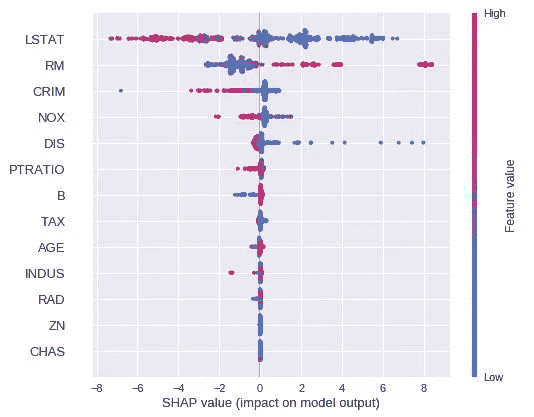 High
LSTAT
RM
CRIM
NOX
DIS
PTRATIO
B
TAX
AGE
INDUS
RAD
ZN
CHAS
Feature value
Low
−8 −6 −4 −2 0 2 4 6 8
SHAP value (impact on model output)